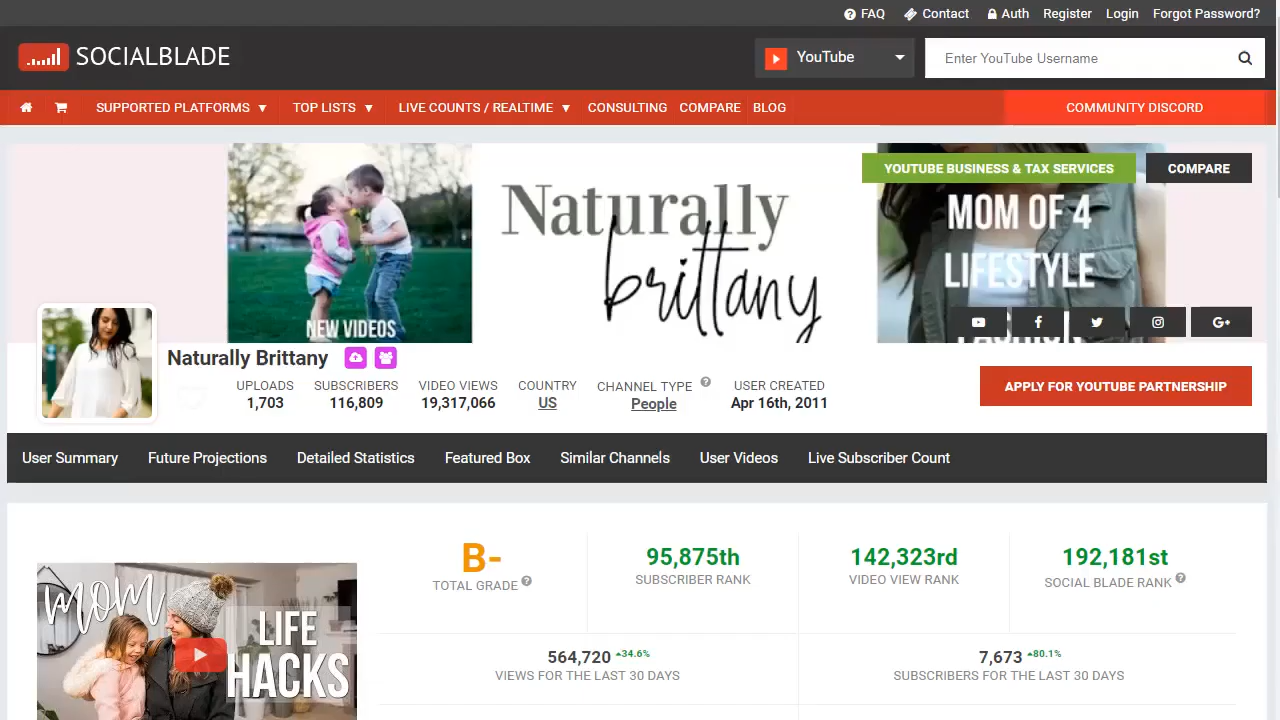 FAQ Contact Auth Register Login Forgot Password?
SOCIALBLADE
YouTube
Enter YouTube Username
SUPPORTED PLATFORMS ▼ TOP LISTS ▼ LIVE COUNTS / REALTIME ▼ CONSULTING COMPARE BLOG
COMMUNITY DISCORD
YOUTUBE BUSINESS & TAX SERVICES
COMPARE
Naturally
brittany
MOM OF 4
LIFESTYLE
NEW VIDEOS
Naturally Brittany
UPLOADS SUBSCRIBERS VIDEO VIEWS COUNTRY CHANNEL TYPE USER CREATED
1,703 116,809 19,317,066 US People Apr 16th, 2011
APPLY FOR YOUTUBE PARTNERSHIP
User Summary Future Projections Detailed Statistics Featured Box Similar Channels User Videos Live Subscriber Count
B- 95,875th 142,323rd 192,181st
TOTAL GRADE SUBSCRIBER RANK VIDEO VIEW RANK SOCIAL BLADE RANK
mom
LIFE
HACKS
564,720 34.6% 7,673 80.1%
VIEWS FOR THE LAST 30 DAYS SUBSCRIBERS FOR THE LAST 30 DAYS